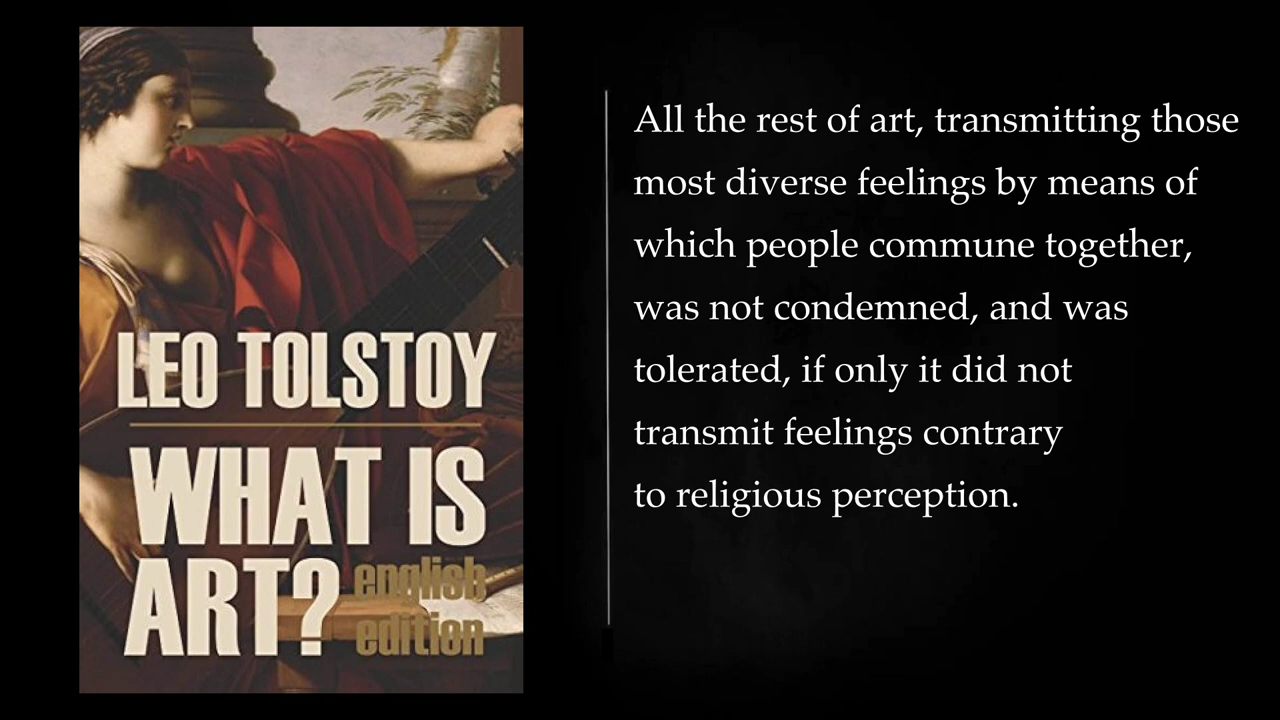 LEO TOLSTOY
WHAT IS
ART?
english
edition
All the rest of art, transmitting those
most diverse feelings by means of
which people commune together,
was not condemned, and was
tolerated, if only it did not
transmit feelings contrary
to religious perception.